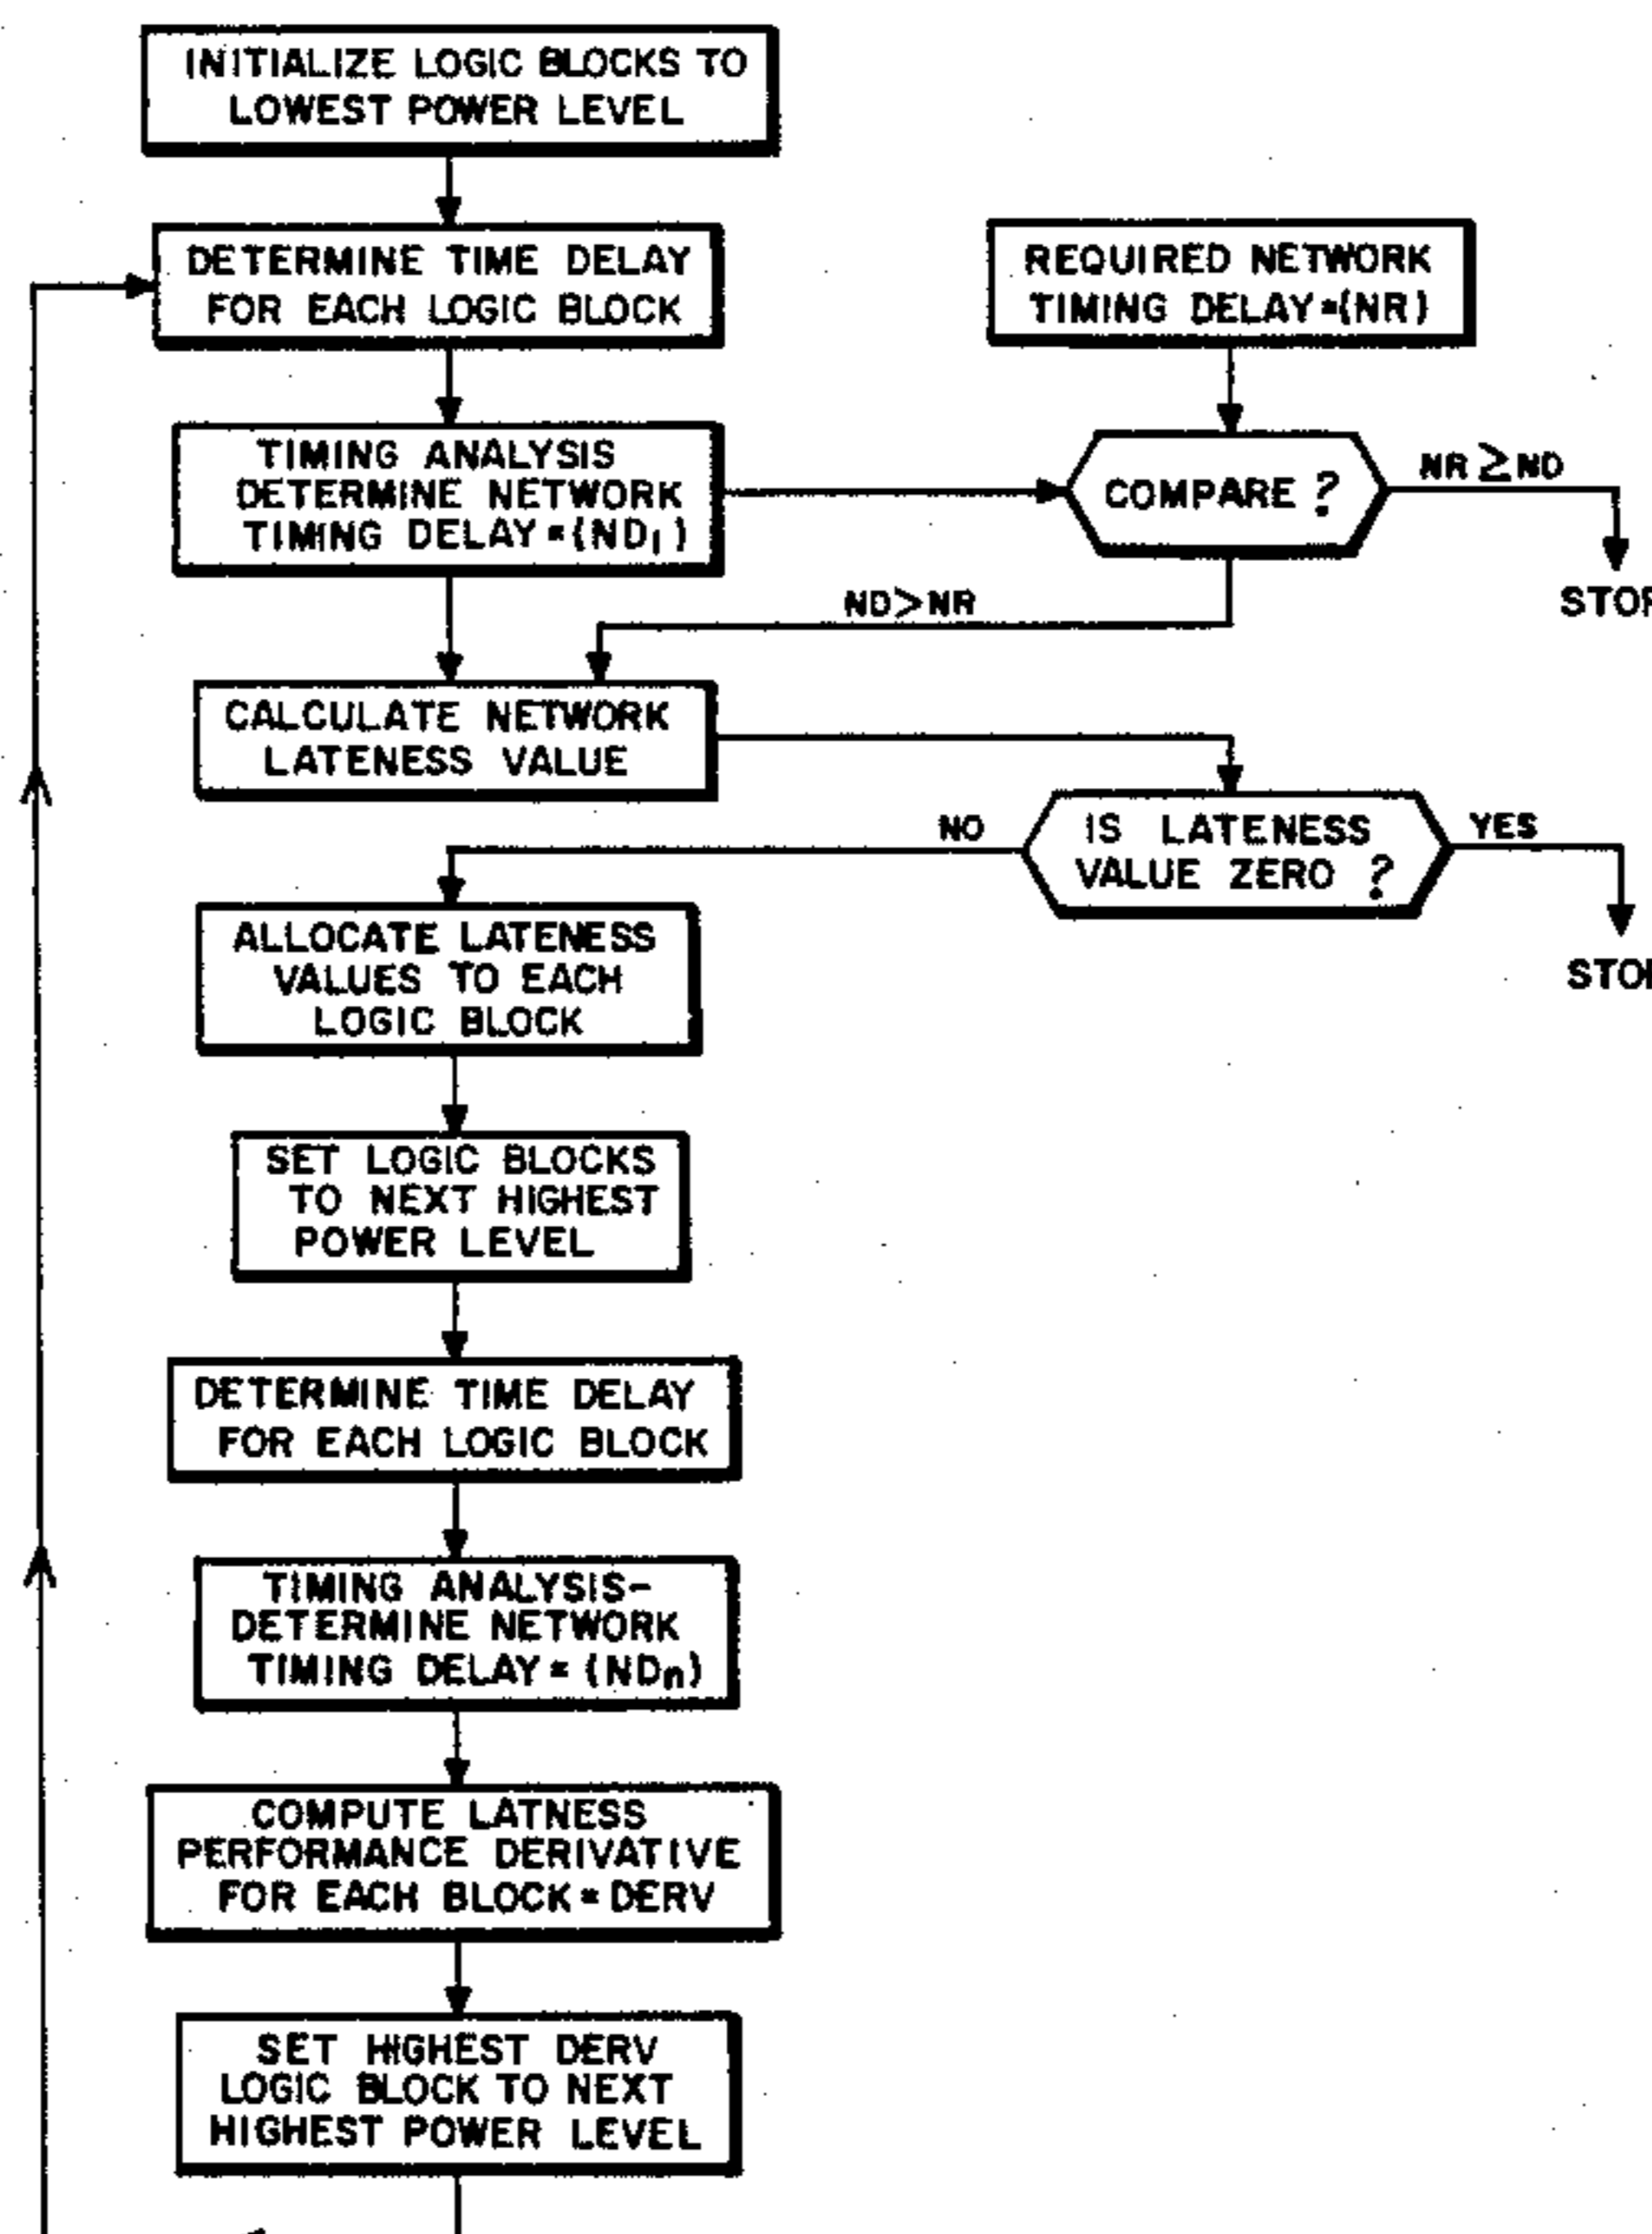 INITIALIZE LOGIC BLOCKS TO
LOWEST POWER LEVEL
DETERMINE TIME DELAY
FOR EACH LOGIC BLOCK
REQUIRED NETWORK
TIMING DELAY=(NR)
TIMING ANALYSIS
DETERMINE NETWORK
TIMING DELAY=(ND₁)
COMPARE ?
NR≥ND
STOP
ND>NR
CALCULATE NETWORK
LATENESS VALUE
IS LATENESS
VALUE ZERO ?
NO
YES
STOP
ALLOCATE LATENESS
VALUES TO EACH
LOGIC BLOCK
SET LOGIC BLOCKS
TO NEXT HIGHEST
POWER LEVEL
DETERMINE TIME DELAY
FOR EACH LOGIC BLOCK
TIMING ANALYSIS-
DETERMINE NETWORK
TIMING DELAY=(NDₙ)
COMPUTE LATNESS
PERFORMANCE DERIVATIVE
FOR EACH BLOCK=DERV
SET HIGHEST DERV
LOGIC BLOCK TO NEXT
HIGHEST POWER LEVEL